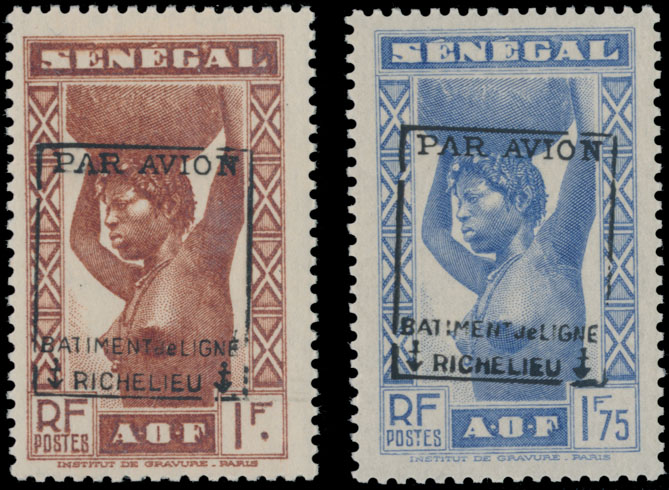 SÉNÉGAL
PAR AVION
BATIMENT de LIGNE
RICHELIEU
RF
POSTES
A·O·F
1F.
INSTITUT DE GRAVURE - PARIS
SÉNÉGAL
PAR AVION
BATIMENT de LIGNE
RICHELIEU
RF
POSTES
A·O·F
1F75
INSTITUT DE GRAVURE - PARIS